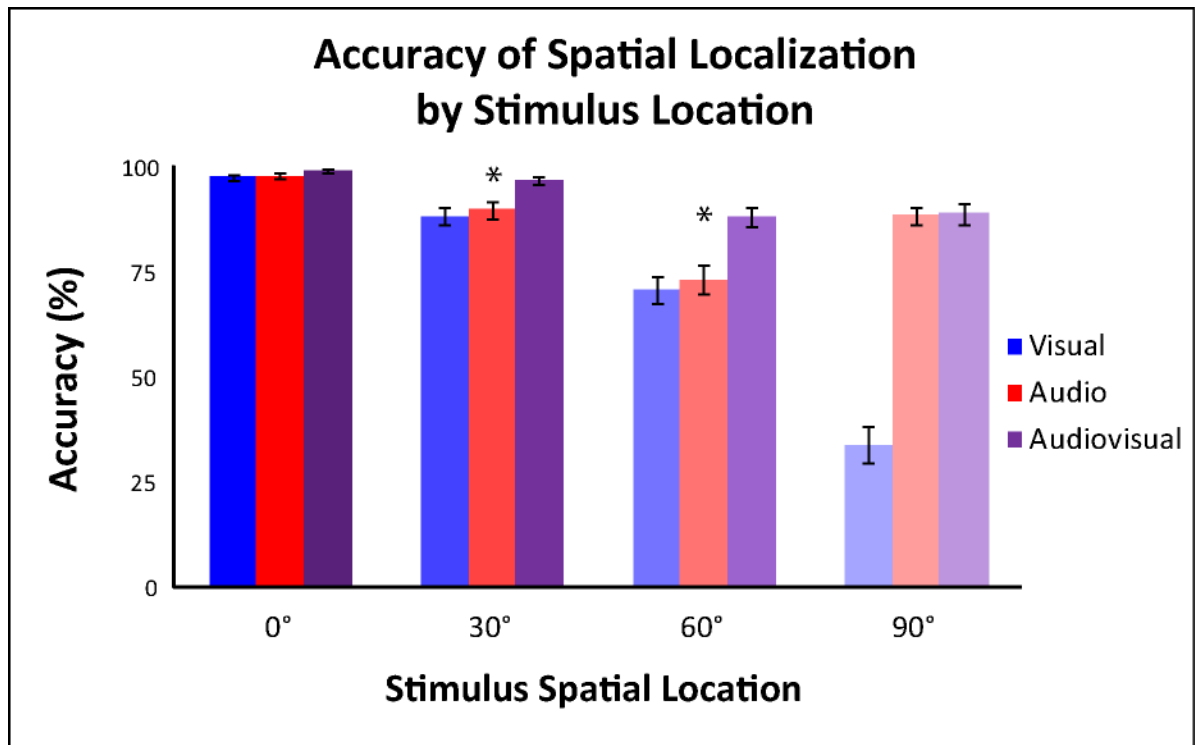 Accuracy of Spatial Localization
by Stimulus Location
Accuracy (%)
100
75
50
25
0
*
*
0°
30°
60°
90°
Stimulus Spatial Location
Visual
Audio
Audiovisual